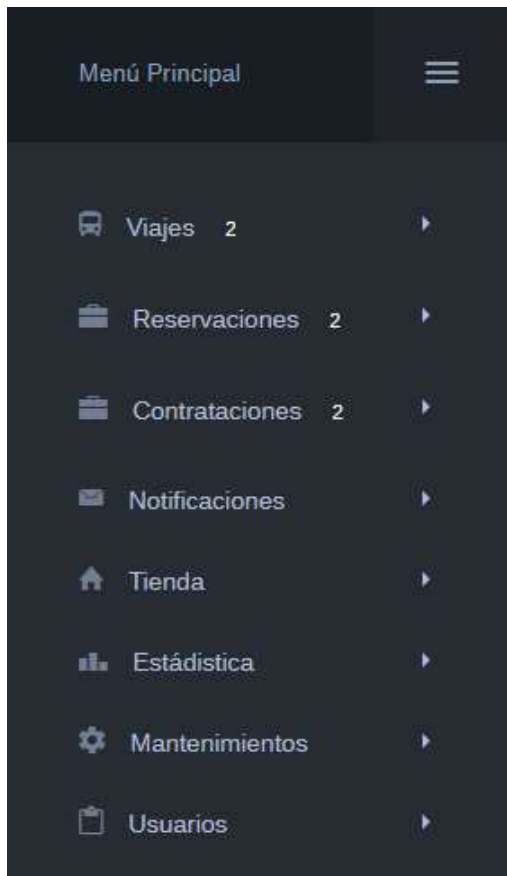 Menú Principal
Viajes 2
Reservaciones 2
Contrataciones 2
Notificaciones
Tienda
Estádistica
Mantenimientos
Usuarios